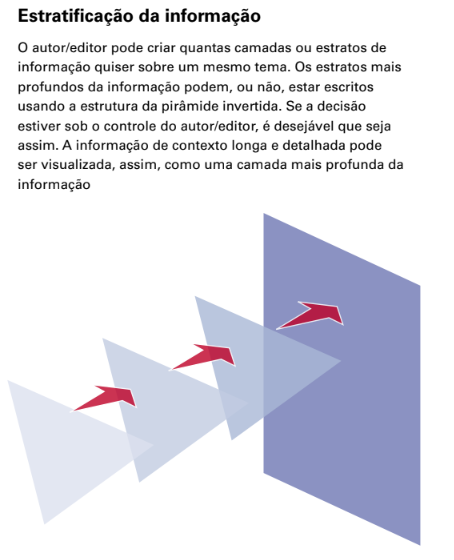 Estratificação da informação
O autor/editor pode criar quantas camadas ou estratos de
informação quiser sobre um mesmo tema. Os estratos mais
profundos da informação podem, ou não, estar escritos
usando a estrutura da pirâmide invertida. Se a decisão
estiver sob o controle do autor/editor, é desejável que seja
assim. A informação de contexto longa e detalhada pode
ser visualizada, assim, como uma camada mais profunda da
informação